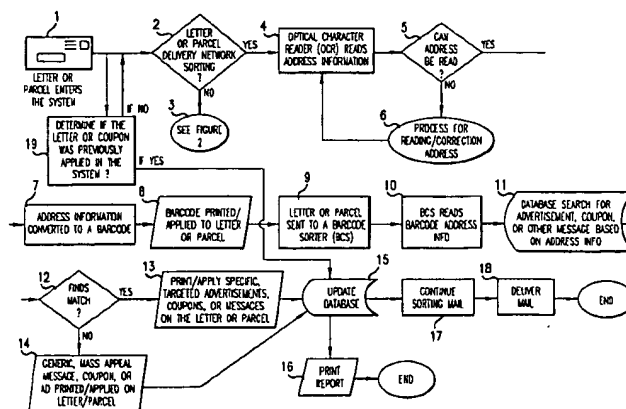 1
LETTER OR
PARCEL ENTERS
THE SYSTEM
2
LETTER
OR PARCEL
DELIVERY NETWORK
SORTING
?
YES
NO
3
SEE FIGURE
2
4
OPTICAL CHARACTER
READER (OCR) READS
ADDRESS INFORMATION
5
CAN
ADDRESS
BE READ
?
YES
NO
6
PROCESS FOR
READING/CORRECTION
ADDRESS
19
DETERMINE IF THE
LETTER OR COUPON
WAS PREVIOUSLY
APPLIED IN THE
SYSTEM ?
IF NO
IF YES
7
ADDRESS INFORMATION
CONVERTED TO A BARCODE
8
BARCODE PRINTED/
APPLIED TO LETTER
OR PARCEL
9
LETTER OR PARCEL
SENT TO A BARCODE
SORTER (BCS)
10
BCS READS
BARCODE ADDRESS
INFO
11
DATABASE SEARCH FOR
ADVERTISEMENT, COUPON,
OR OTHER MESSAGE BASED
ON ADDRESS INFO
12
FINDS
MATCH
?
YES
NO
13
PRINT/APPLY SPECIFIC,
TARGETED ADVERTISEMENTS,
COUPONS, OR MESSAGES
ON THE LETTER OR PARCEL
14
GENERIC, MASS APPEAL
MESSAGE, COUPON, OR
AD PRINTED/APPLIED ON
LETTER/PARCEL
15
UPDATE
DATABASE
16
PRINT
REPORT
END
CONTINUE
SORTING MAIL
17
18
DELIVER
MAIL
END